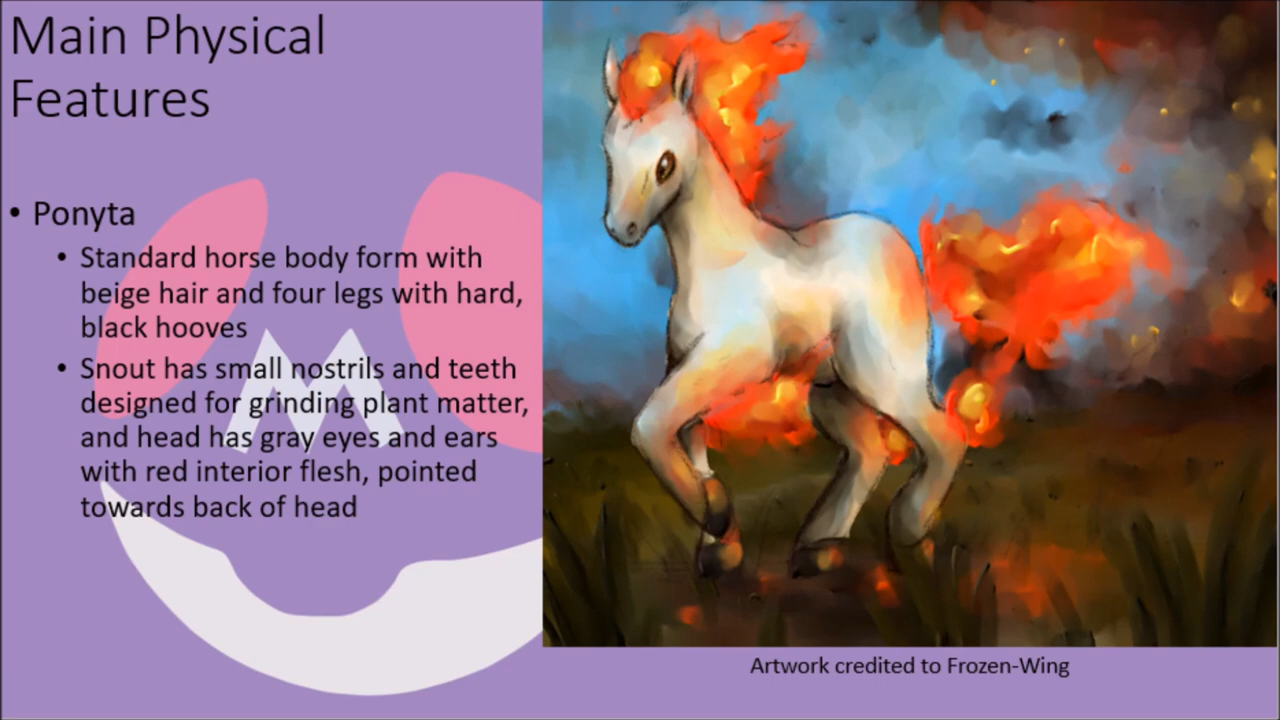 Main Physical
Features
• Ponyta
• Standard horse body form with
beige hair and four legs with hard,
black hooves
• Snout has small nostrils and teeth
designed for grinding plant matter,
and head has gray eyes and ears
with red interior flesh, pointed
towards back of head
Artwork credited to Frozen-Wing